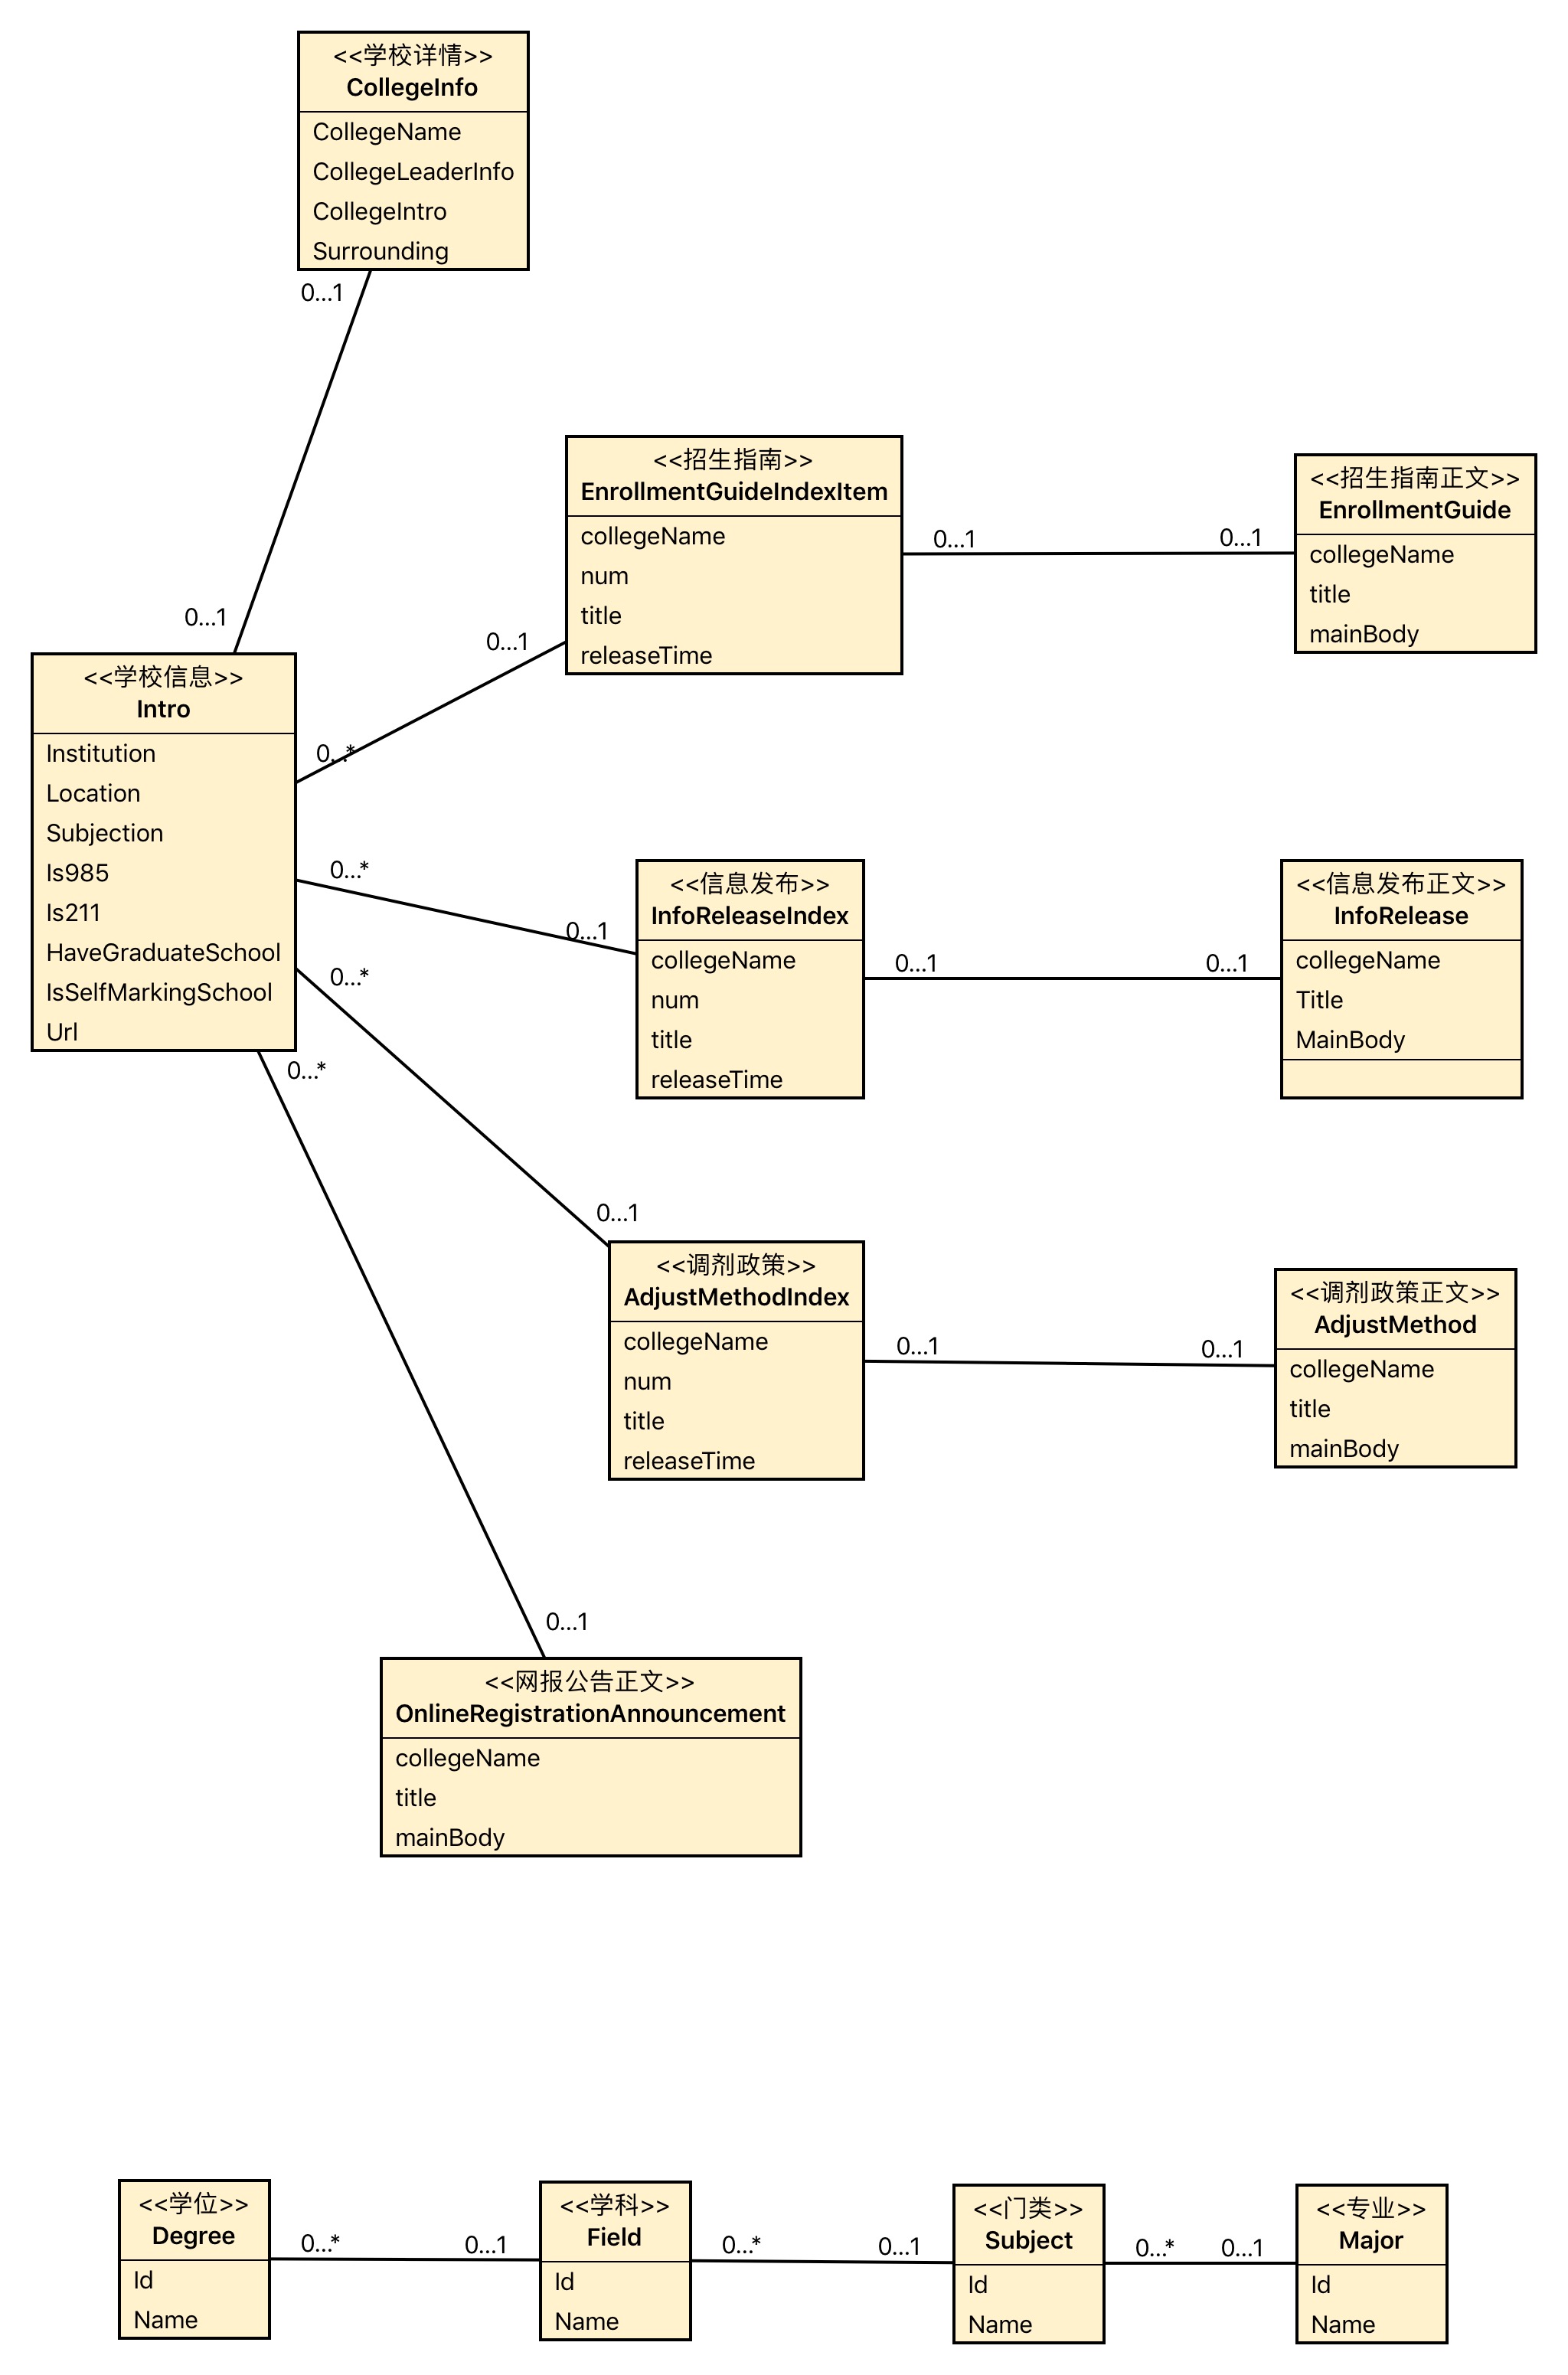 <<学校详情>>
CollegeInfo
CollegeName
CollegeLeaderInfo
CollegeIntro
Surrounding
0...1
0...1
<<招生指南>>
EnrollmentGuideIndexItem
collegeName
num
title
releaseTime
0...1
0...1
<<招生指南正文>>
EnrollmentGuide
collegeName
title
mainBody
0...1
0...*
<<学校信息>>
Intro
Institution
Location
Subjection
Is985
Is211
HaveGraduateSchool
IsSelfMarkingSchool
Url
0...*
0...1
<<信息发布>>
InfoReleaseIndex
collegeName
num
title
releaseTime
0...1
0...1
<<信息发布正文>>
InfoRelease
collegeName
Title
MainBody
0...*
0...1
<<调剂政策>>
AdjustMethodIndex
collegeName
num
title
releaseTime
0...1
0...1
<<调剂政策正文>>
AdjustMethod
collegeName
title
mainBody
0...*
0...1
<<网报公告正文>>
OnlineRegistrationAnnouncement
collegeName
title
mainBody
<<学位>>
Degree
Id
Name
0...*
0...1
<<学科>>
Field
Id
Name
0...*
0...1
<<门类>>
Subject
Id
Name
0...*
0...1
<<专业>>
Major
Id
Name